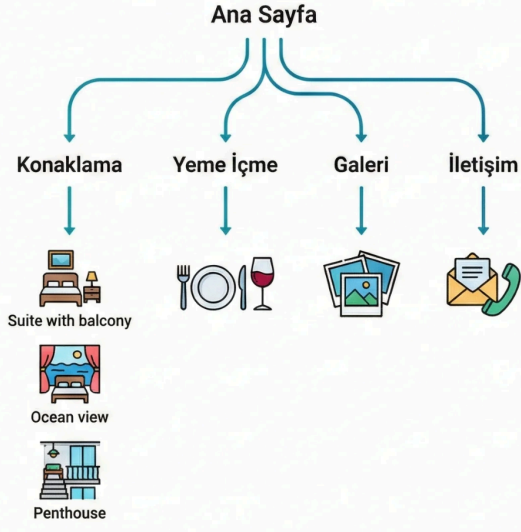 Ana Sayfa
Konaklama
Yeme İçme
Galeri
İletişim
Suite with balcony
Ocean view
Penthouse